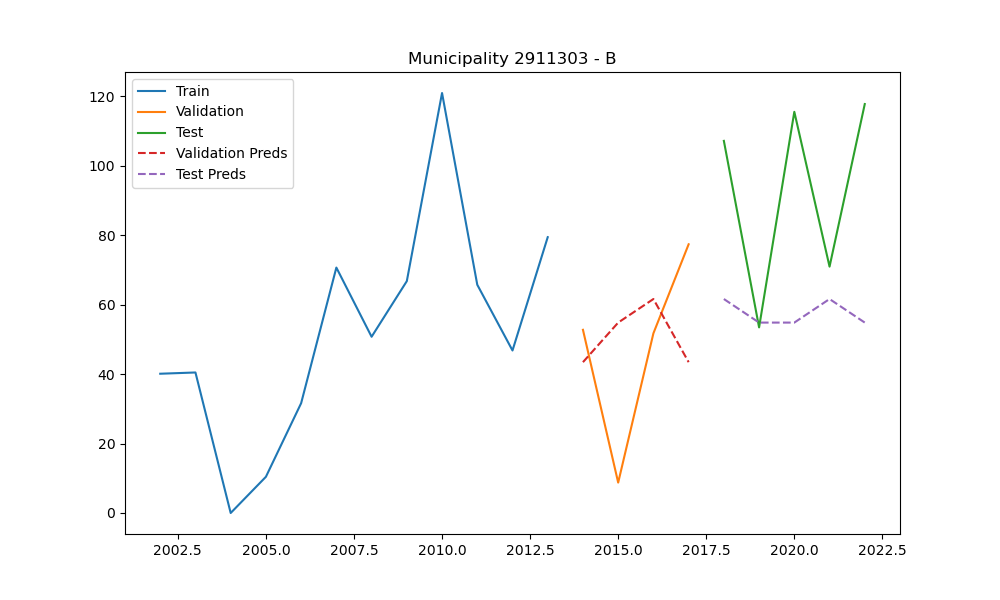 Municipality 2911303 - B
Train
Validation
Test
Validation Preds
Test Preds
120
100
80
60
40
20
0
2002.5 2005.0 2007.5 2010.0 2012.5 2015.0 2017.5 2020.0 2022.5